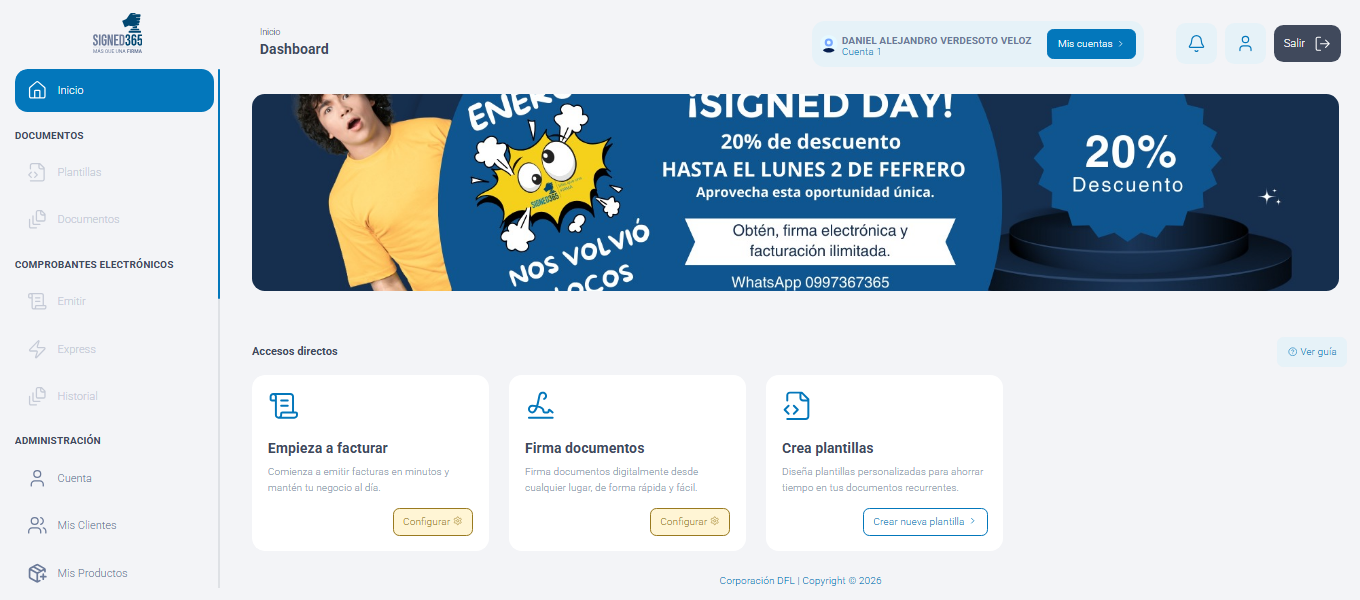 SIGNED365
MÁS QUE UNA FIRMA
Inicio
DOCUMENTOS
Plantillas
Documentos
COMPROBANTES ELECTRÓNICOS
Emitir
Express
Historial
ADMINISTRACIÓN
Cuenta
Mis Clientes
Mis Productos
Inicio
Dashboard
DANIEL ALEJANDRO VERDESOTO VELOZ
Cuenta 1
Mis cuentas
Salir
ENERO
SIGNED365
NOS VOLVIÓ
LOCOS
¡SIGNED DAY!
20% de descuento
HASTA EL LUNES 2 DE FEFRERO
Aprovecha esta oportunidad única.
Obtén, firma electrónica y
facturación ilimitada.
WhatsApp 0997367365
20%
Descuento
Accesos directos
Ver guía
Empieza a facturar
Comienza a emitir facturas en minutos y
mantén tu negocio al día.
Configurar
Firma documentos
Firma documentos digitalmente desde
cualquier lugar, de forma rápida y fácil.
Configurar
Crea plantillas
Diseña plantillas personalizadas para ahorrar
tiempo en tus documentos recurrentes.
Crear nueva plantilla
Corporación DFL | Copyright © 2026